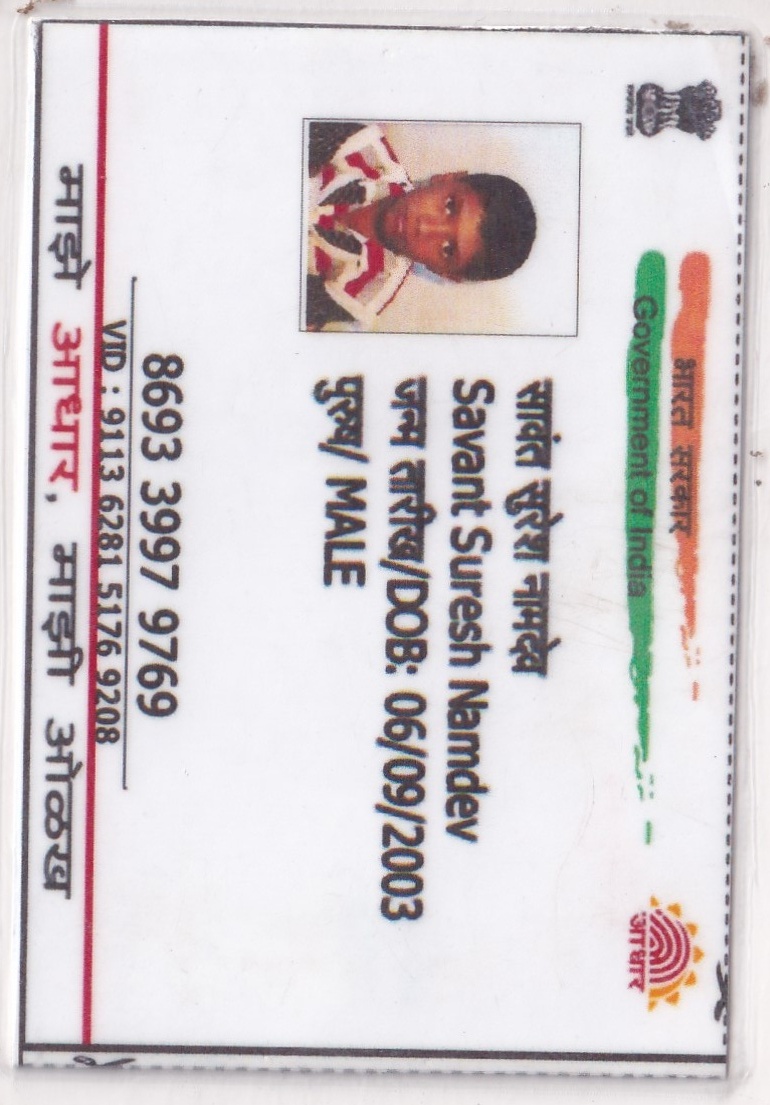 भारत सरकार
Government of India
सावंत सुरेश नामदेव
Savant Suresh Namdev
जन्म तारीख/DOB: 06/09/2003
पुरुष/ MALE
8693 3997 9769
VID : 9113 6281 5176 9208
माझे आधार, माझी ओळख
आधार